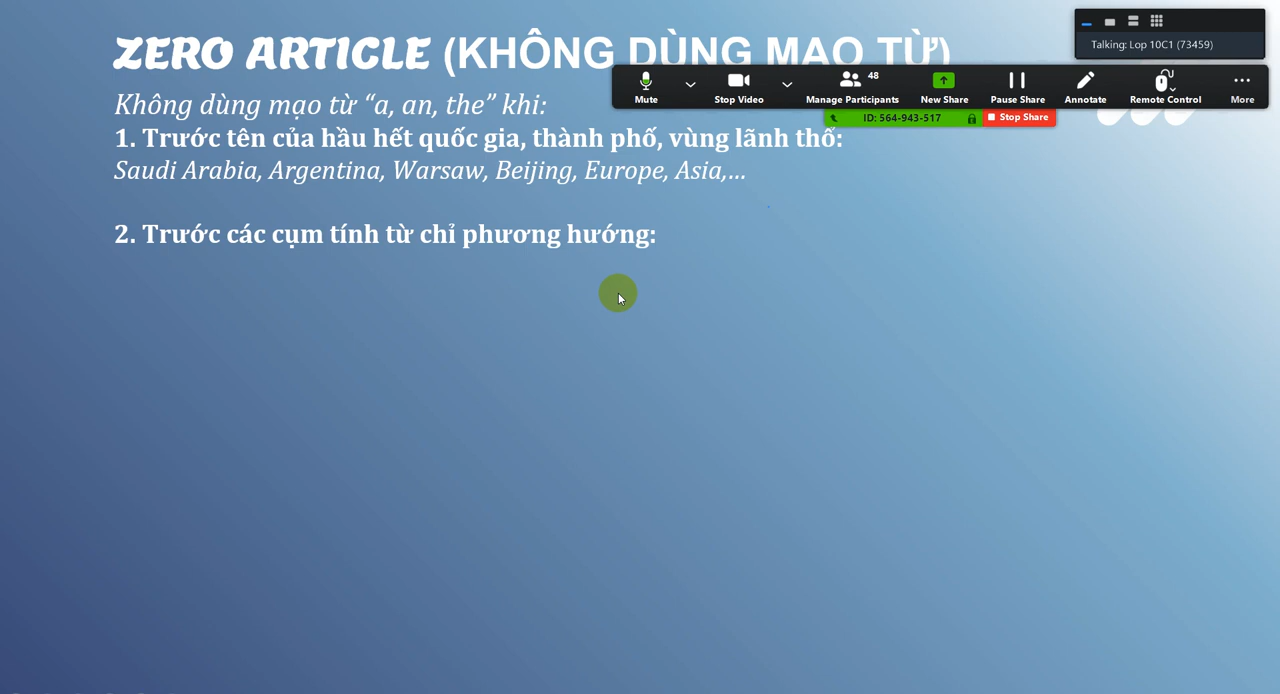 ZERO ARTICLE (KHÔNG DÙNG MẠO TỪ)
Không dùng mạo từ “a, an, the” khi:
1. Trước tên của hầu hết quốc gia, thành phố, vùng lãnh thổ:
Saudi Arabia, Argentina, Warsaw, Beijing, Europe, Asia,...
2. Trước các cụm tính từ chỉ phương hướng:
Talking: Lop 10C1 (73459)
48
Mute
Stop Video
Manage Participants
New Share
Pause Share
Annotate
Remote Control
More
ID: 564-943-517
Stop Share